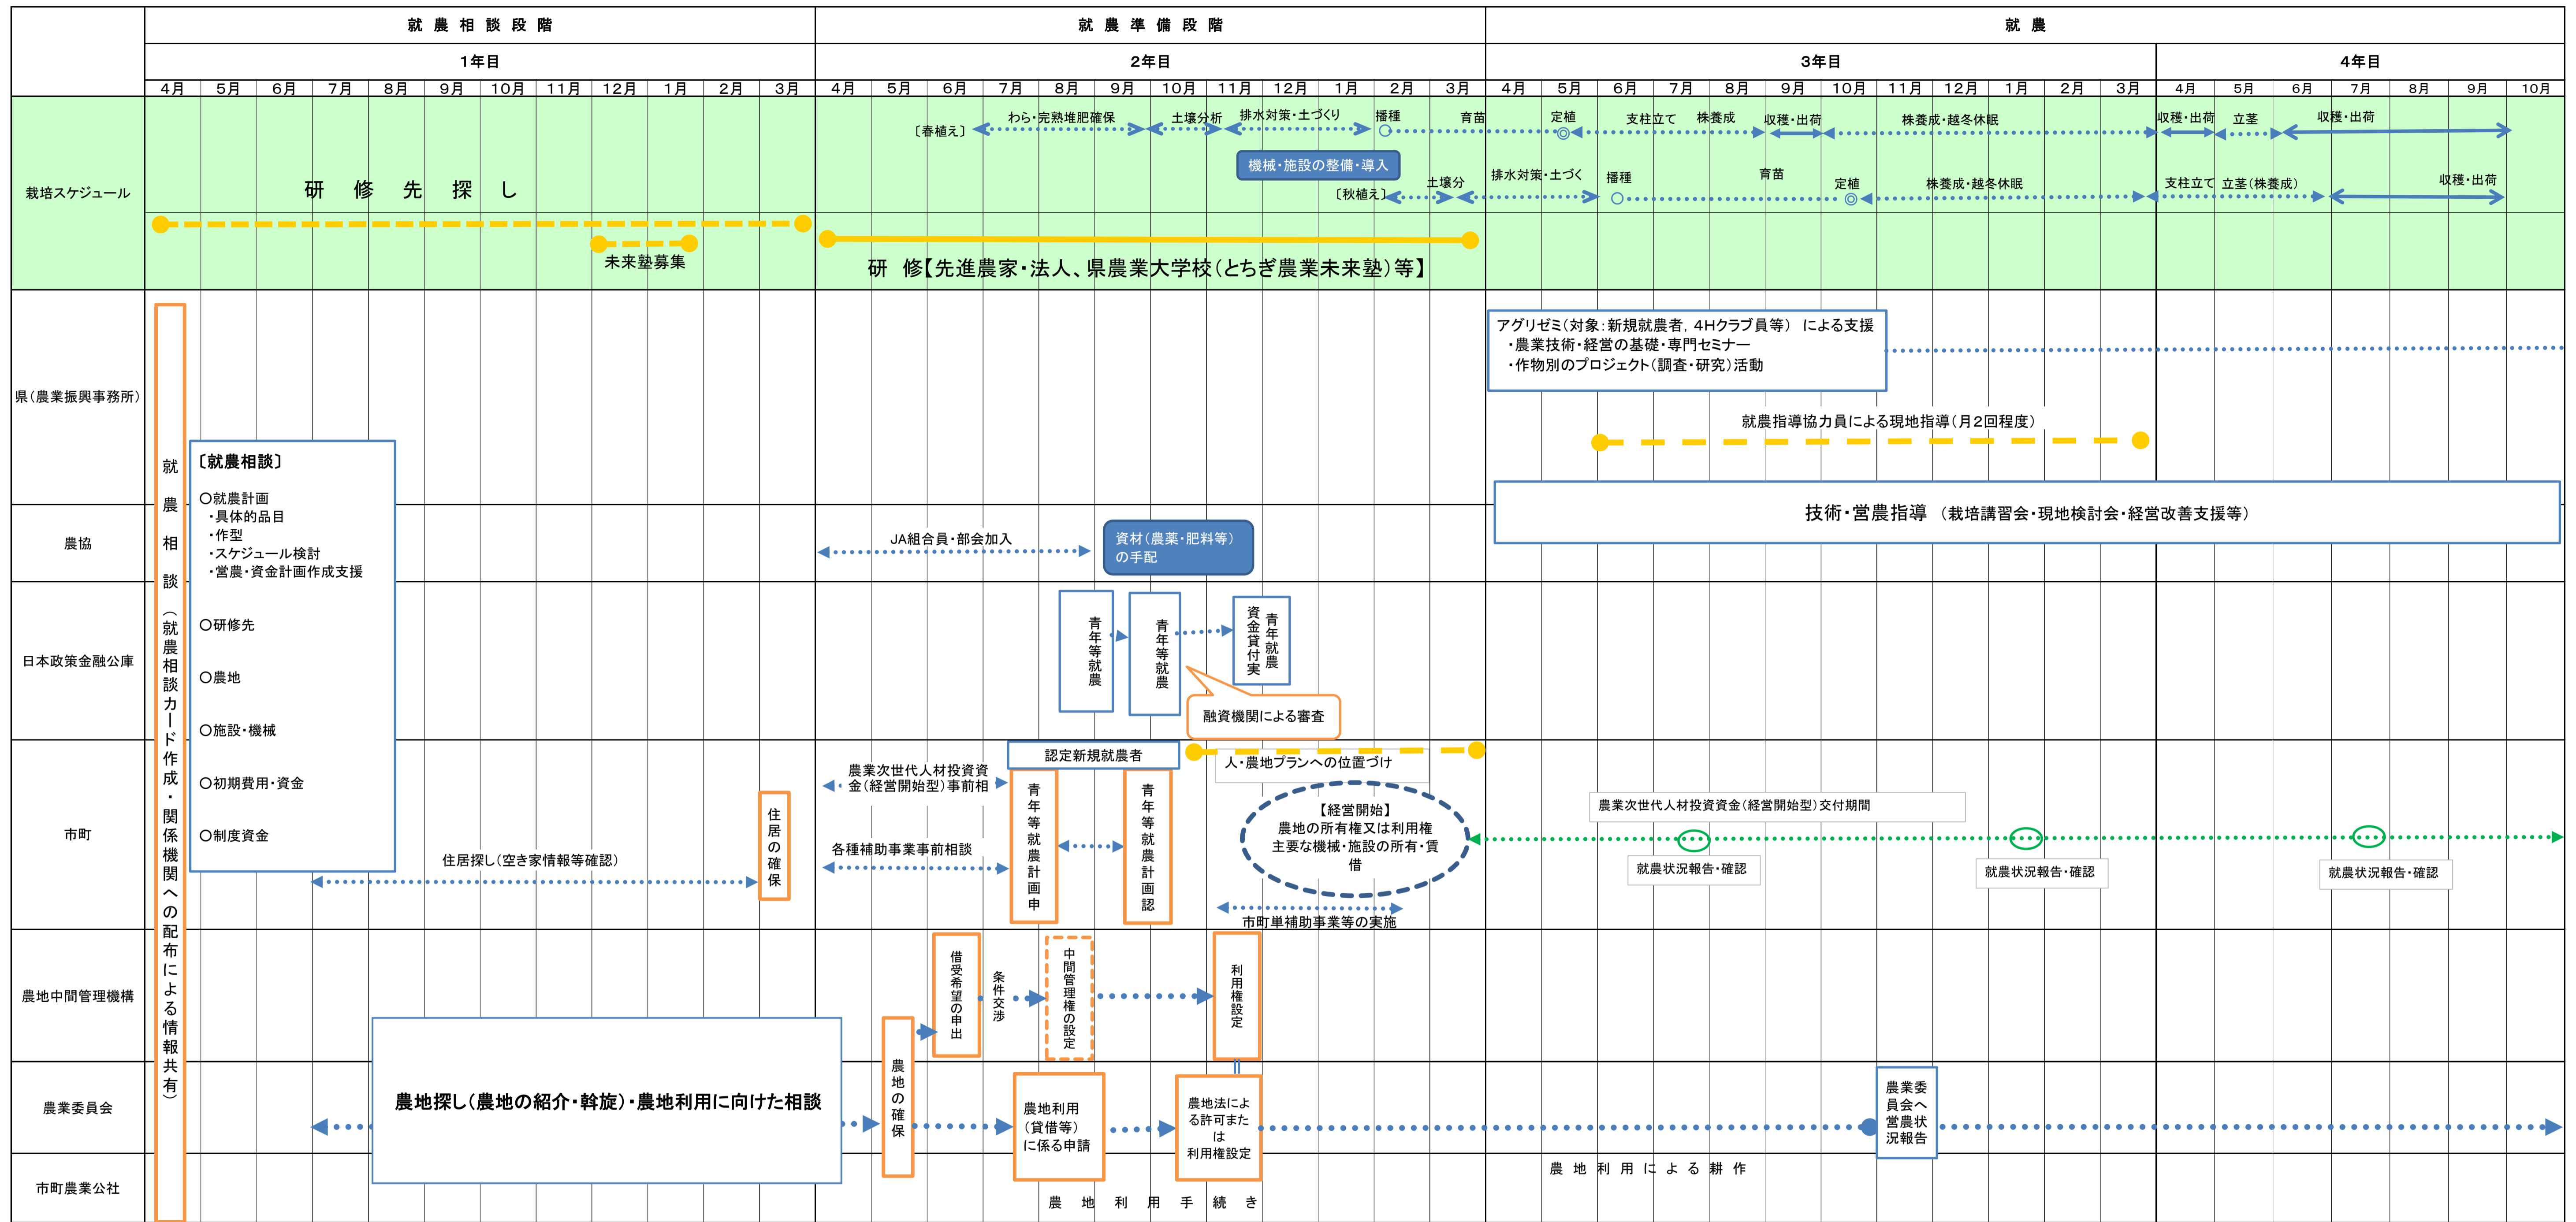 就農相談段階
就農準備段階
就農
1年目
2年目
3年目
4年目
4月 5月 6月 7月 8月 9月 10月 11月 12月 1月 2月 3月 4月 5月 6月 7月 8月 9月 10月 11月 12月 1月 2月 3月 4月 5月 6月 7月 8月 9月 10月 11月 12月 1月 2月 3月 4月 5月 6月 7月 8月 9月 10月
栽培スケジュール
研修先探し
未来塾募集
〔春植え〕
わら・完熟堆肥確保
土壌分析
排水対策・土づくり
播種
育苗
定植
支柱立て
株養成
収穫・出荷
株養成・越冬休眠
収穫・出荷
立茎
収穫・出荷
機械・施設の整備・導入
〔秋植え〕
土壌分
排水対策・土づく
播種
育苗
定植
株養成・越冬休眠
支柱立て
立茎(株養成)
収穫・出荷
研 修【先進農家・法人、県農業大学校(とちぎ農業未来塾)等】
県(農業振興事務所)
アグリゼミ(対象:新規就農者,4Hクラブ員等) による支援
・農業技術・経営の基礎・専門セミナー
・作物別のプロジェクト(調査・研究)活動
就農指導協力員による現地指導(月2回程度)
技術・営農指導 (栽培講習会・現地検討会・経営改善支援等)
就農相談(就農相談カード作成・関係機関への配布による情報共有)
〔就農相談〕
○就農計画
・具体的品目
・作型
・スケジュール検討
・営農・資金計画作成支援
○研修先
○農地
○施設・機械
○初期費用・資金
○制度資金
農協
JA組合員・部会加入
資材(農薬・肥料等)
の手配
日本政策金融公庫
青年等就農
青年等就農
青年就農
資金貸付実
融資機関による審査
市町
住居探し(空き家情報等確認)
住居の確保
農業次世代人材投資資
金(経営開始型)事前相
各種補助事業事前相談
認定新規就農者
青年等就農計画申
青年等就農計画認
人・農地プランへの位置づけ
【経営開始】
農地の所有権又は利用権
主要な機械・施設の所有・賃
借
市町単補助事業等の実施
農業次世代人材投資資金(経営開始型)交付期間
就農状況報告・確認
就農状況報告・確認
就農状況報告・確認
農地中間管理機構
借受希望の申出
条件交渉
中間管理権の設定
利用権設定
農業委員会
農地探し(農地の紹介・斡旋)・農地利用に向けた相談
農地の確保
農地利用
(貸借等)
に係る申請
農地法によ
る許可また
は
利用権設定
農業委
員会へ
営農状
況報告
市町農業公社
農地利用手続き
農地利用による耕作